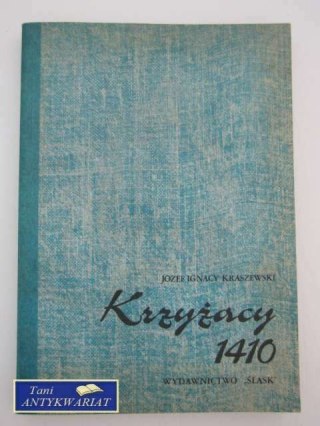 JÓZEF IGNACY KRASZEWSKI
Krzyżacy
1410
WYDAWNICTWO „ŚLĄSK"
Tani
ANTYKWARIAT